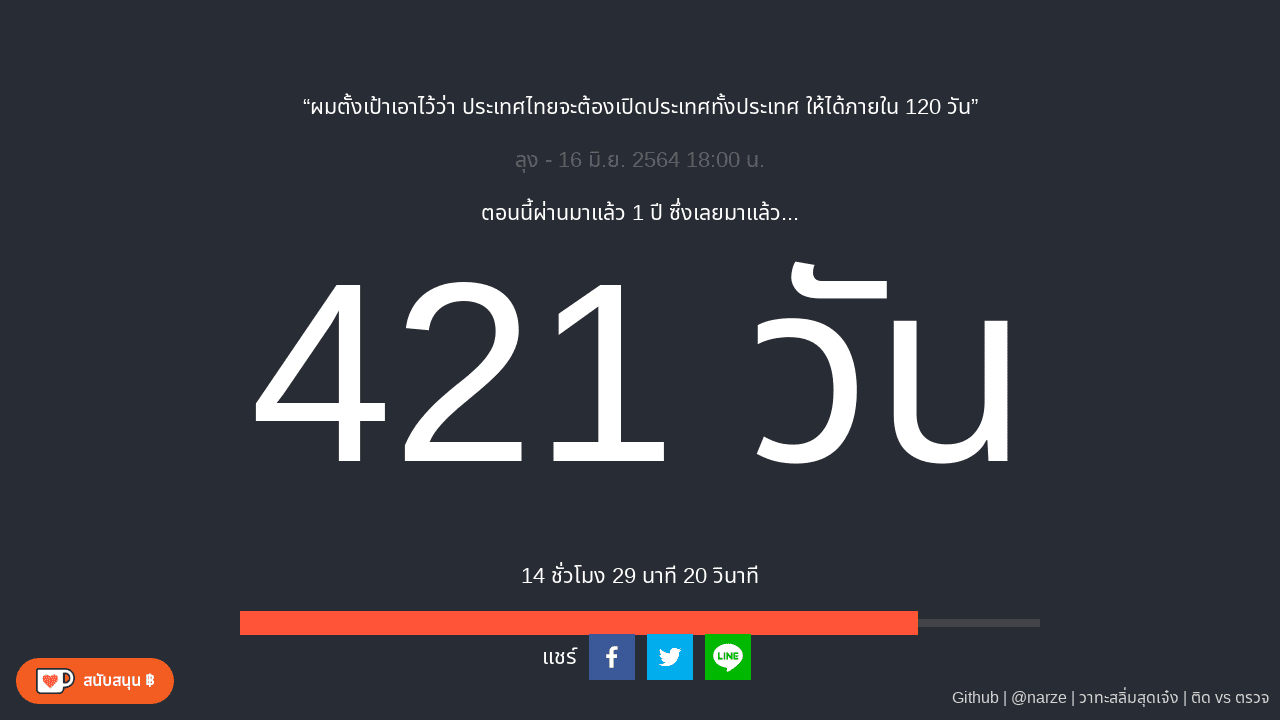 “ผมตั้งเป้าเอาไว้ว่า ประเทศไทยจะต้องเปิดประเทศทั้งประเทศ ให้ได้ภายใน 120 วัน”
ลุง - 16 มิ.ย. 2564 18:00 น.
ตอนนี้ผ่านมาแล้ว 1 ปี ซึ่งเลยมาแล้ว...
421 วัน
14 ชั่วโมง 29 นาที 20 วินาที
แชร์
LINE
สนับสนุน ฿
Github | @narze | วาทะสลิ่มสุดเจ๋ง | ติด vs ตรวจ